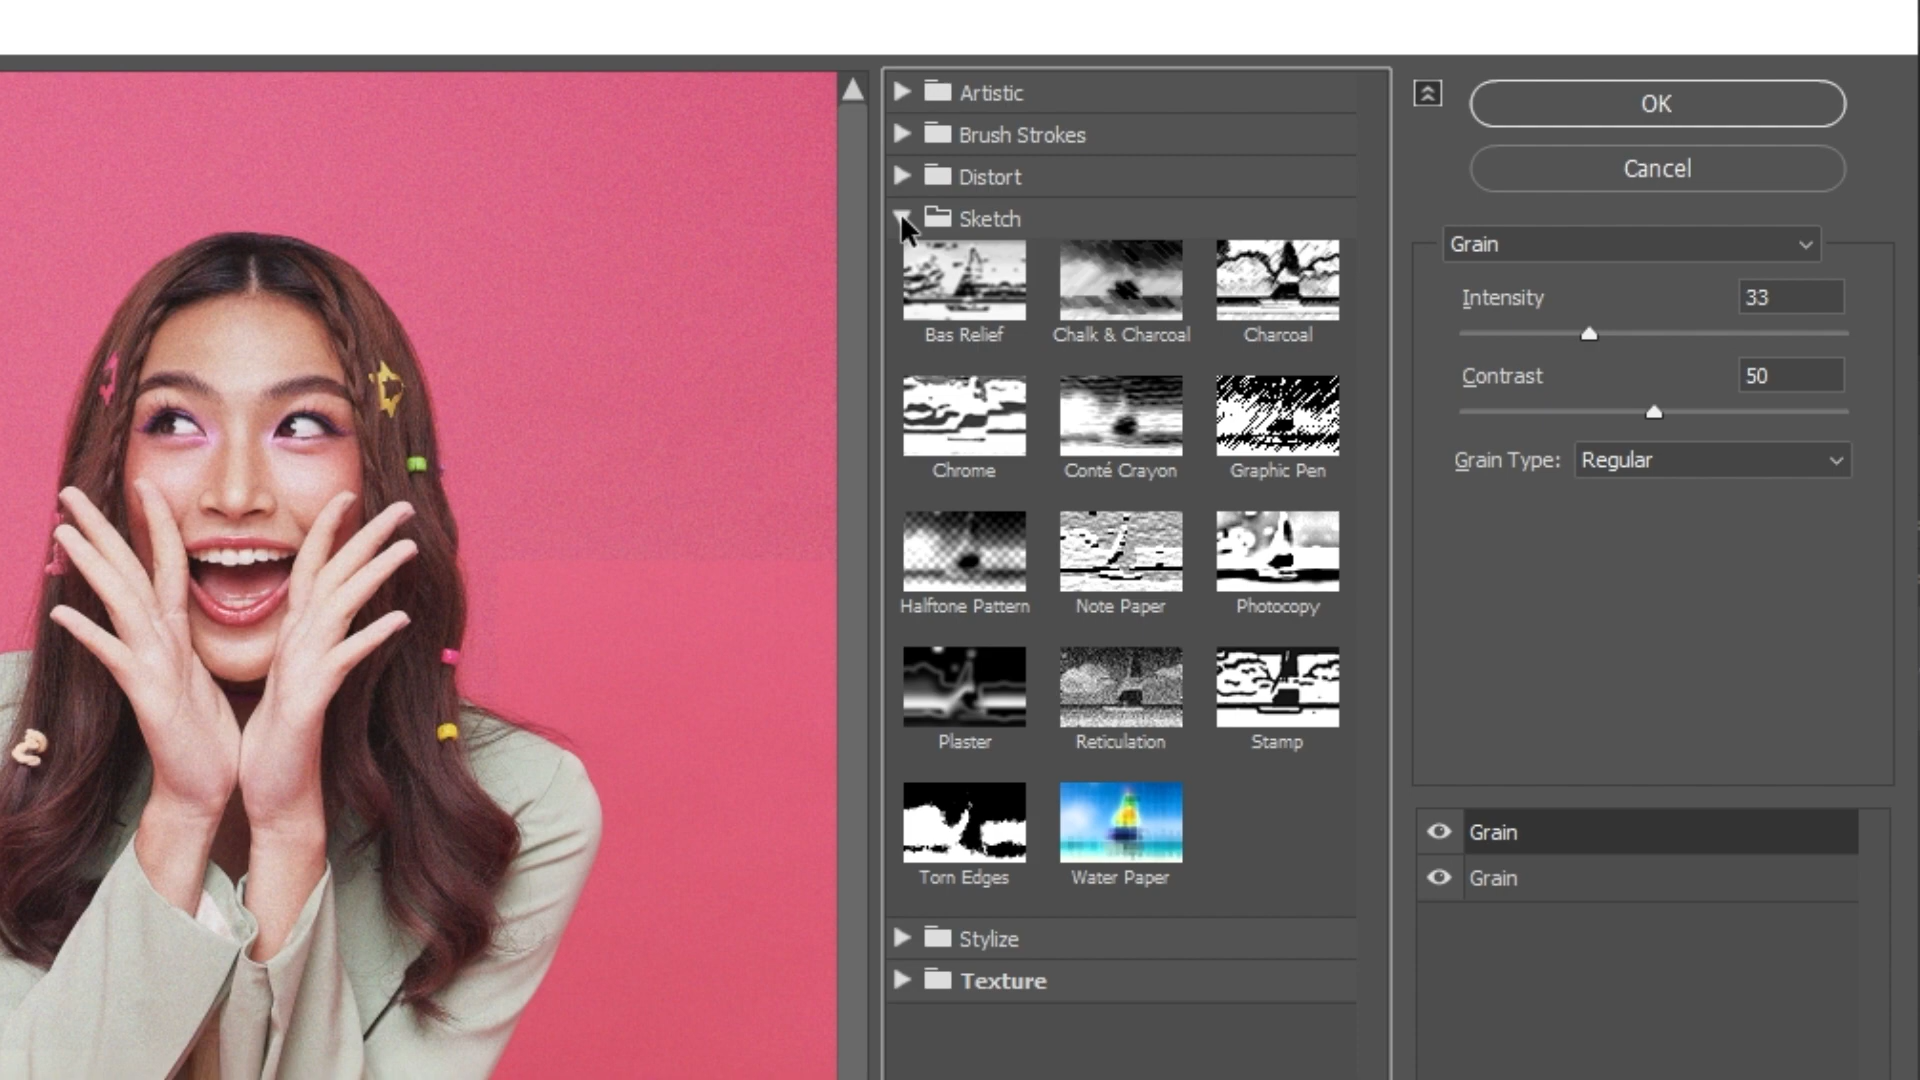 Artistic
Brush Strokes
Distort
Sketch
Bas Relief
Chalk & Charcoal
Charcoal
Chrome
Conté Crayon
Graphic Pen
Halftone Pattern
Note Paper
Photocopy
Plaster
Reticulation
Stamp
Torn Edges
Water Paper
Stylize
Texture
OK
Cancel
Grain
Intensity 33
Contrast 50
Grain Type: Regular
Grain
Grain